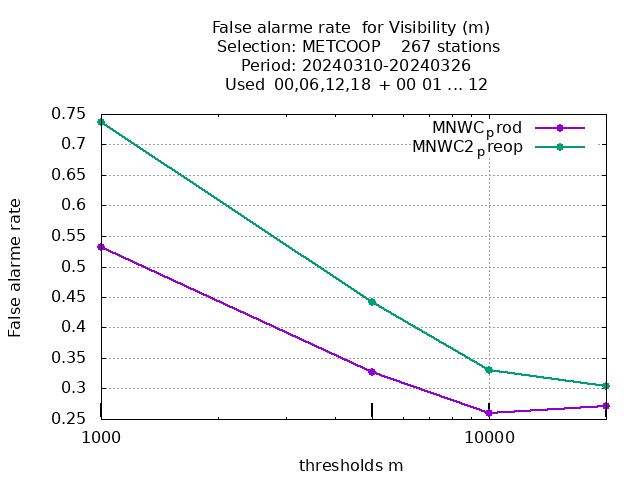 False alarme rate  for Visibility (m)
Selection: METCOOP    267 stations
Period: 20240310-20240326
Used  00,06,12,18 + 00 01 ... 12
MNWCprod
MNWC2preop
0.75
0.7
0.65
0.6
0.55
0.5
0.45
0.4
0.35
0.3
0.25
False alarme rate
1000
10000
thresholds m